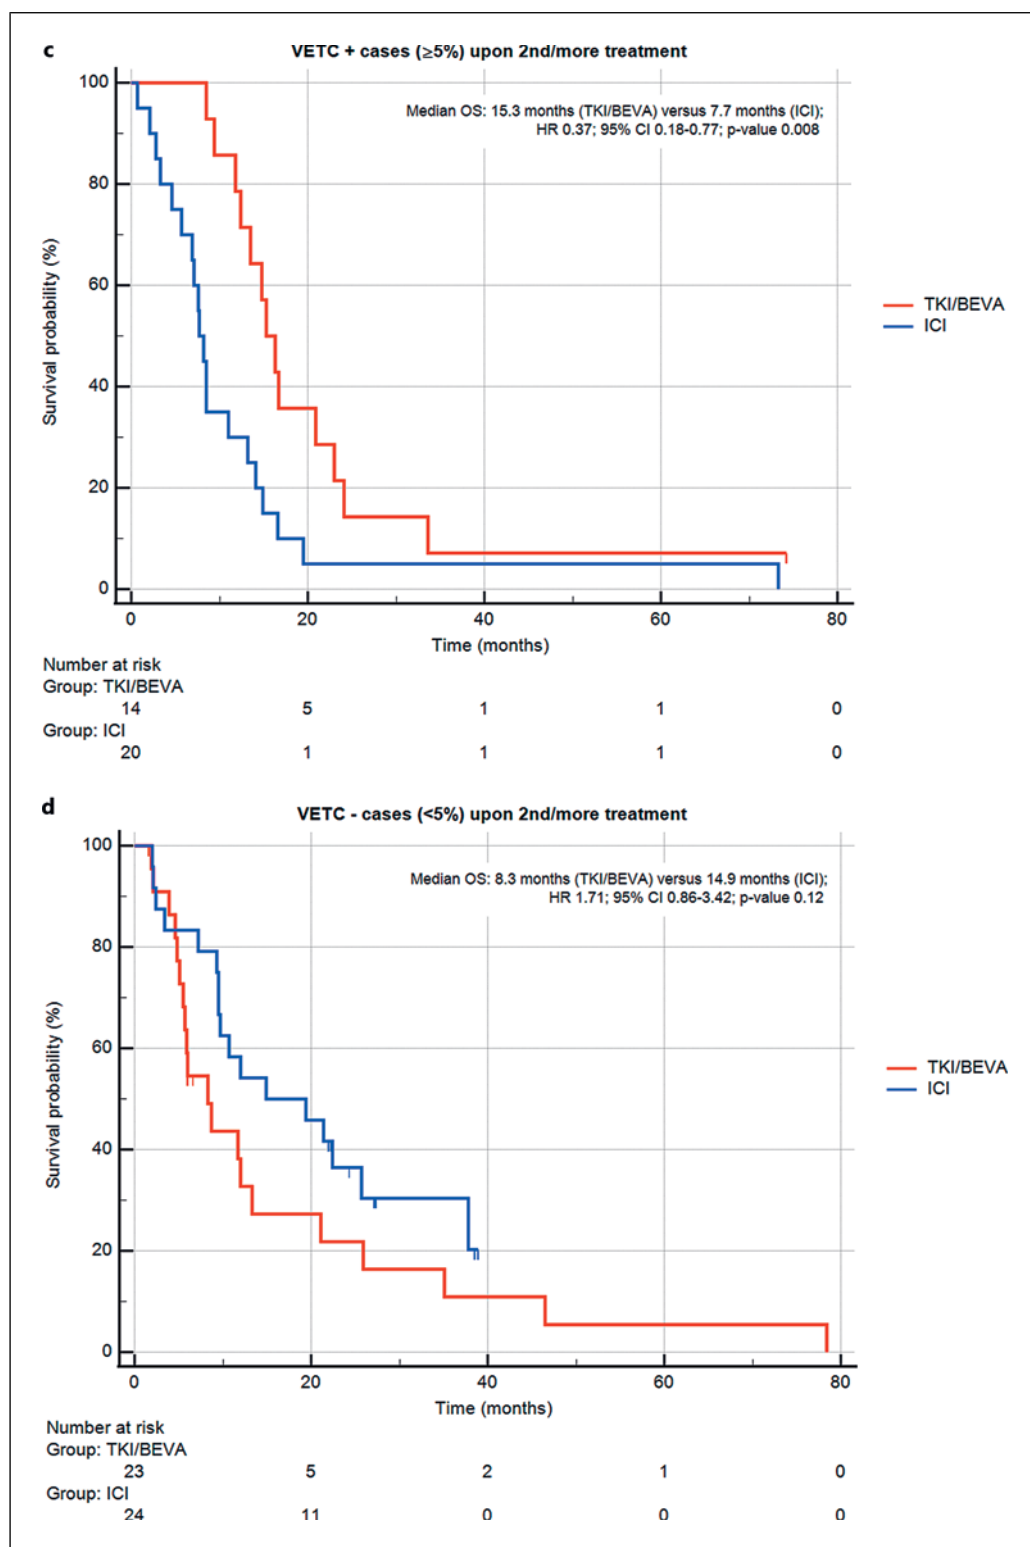 c
VETC + cases (≥5%) upon 2nd/more treatment
Median OS: 15.3 months (TKI/BEVA) versus 7.7 months (ICI);
HR 0.37; 95% CI 0.18-0.77; p-value 0.008
100
80
60
40
20
0
Survival probability (%)
TKI/BEVA
ICI
0 20 40 60 80
Time (months)
Number at risk
Group: TKI/BEVA
14 5 1 1 0
Group: ICI
20 1 1 1 0
d
VETC - cases (<5%) upon 2nd/more treatment
Median OS: 8.3 months (TKI/BEVA) versus 14.9 months (ICI);
HR 1.71; 95% CI 0.86-3.42; p-value 0.12
100
80
60
40
20
0
Survival probability (%)
TKI/BEVA
ICI
0 20 40 60 80
Time (months)
Number at risk
Group: TKI/BEVA
23 5 2 1 0
Group: ICI
24 11 0 0 0